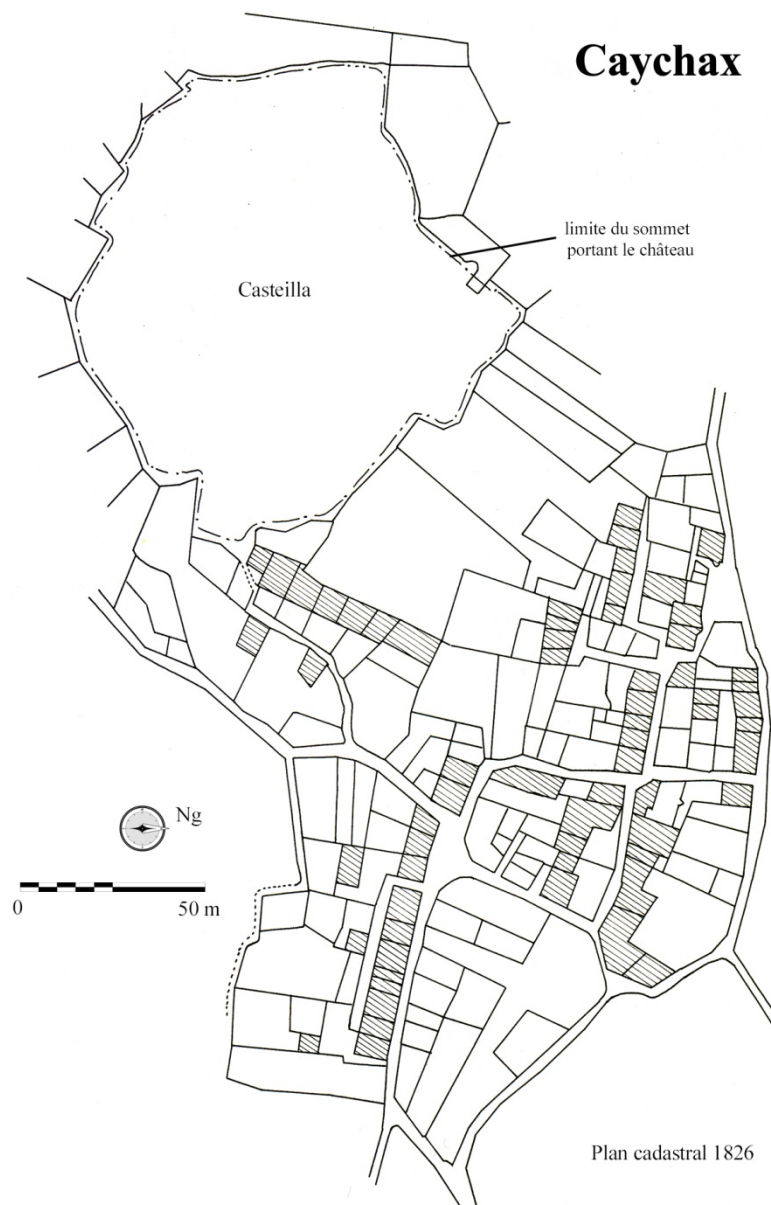 Caychax
limite du sommet
portant le château
Casteilla
Ng
0 50 m
Plan cadastral 1826